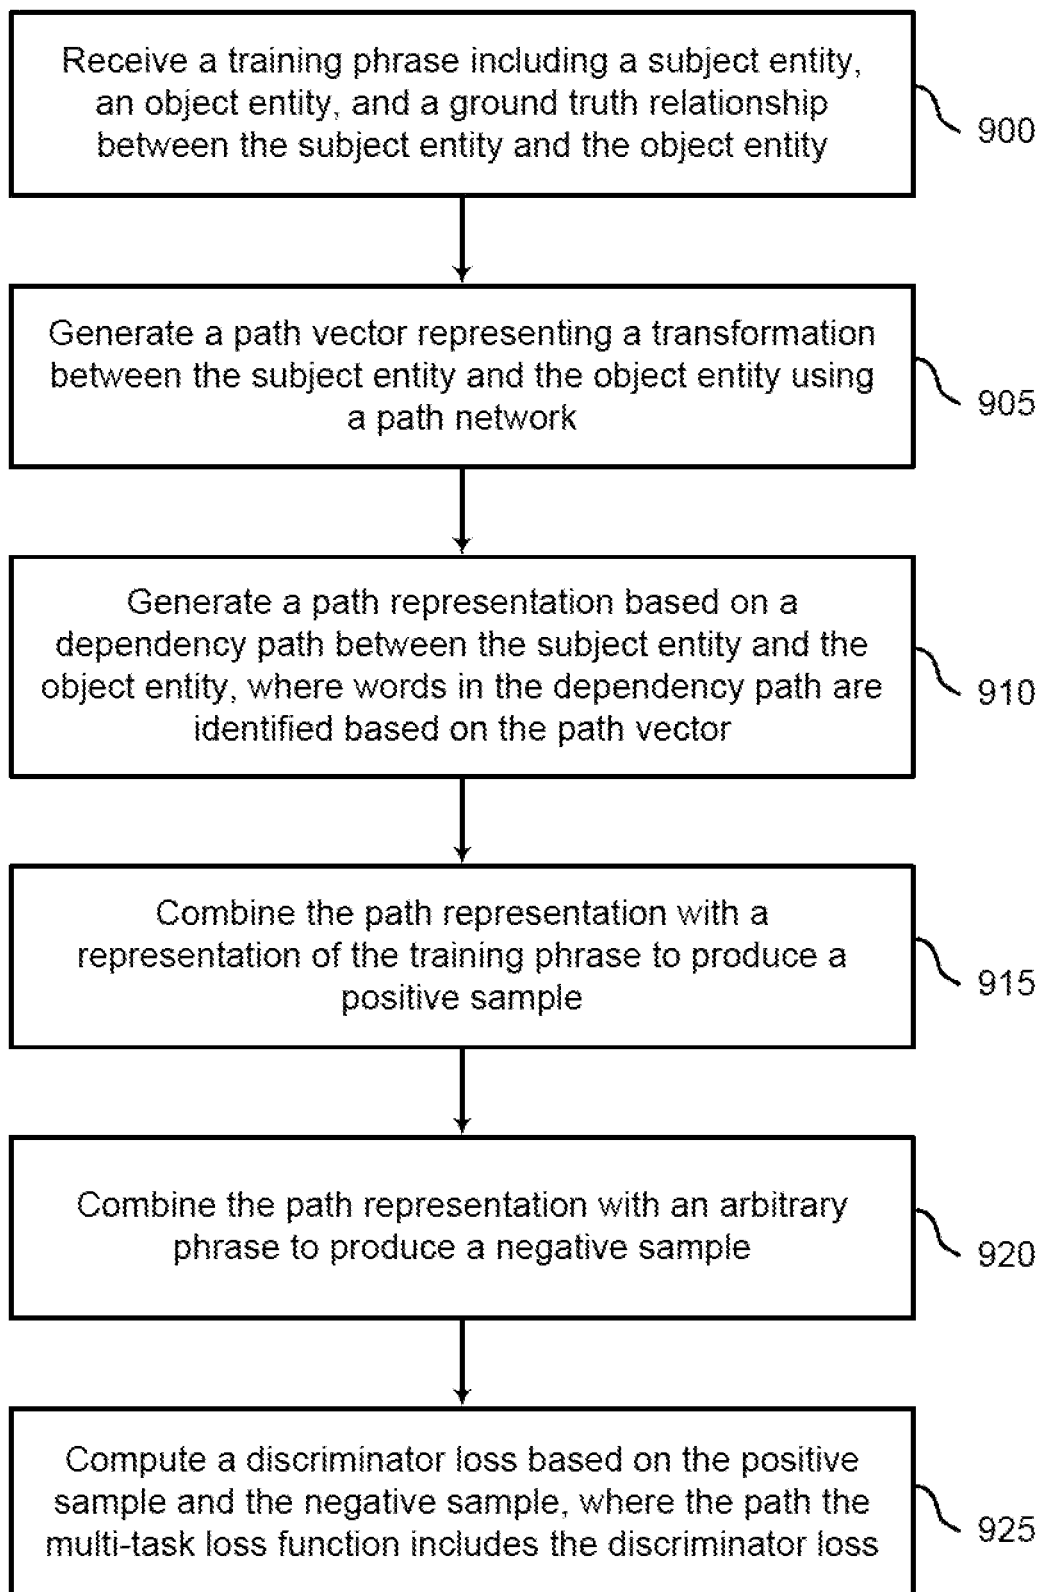 Receive a training phrase including a subject entity,
an object entity, and a ground truth relationship
between the subject entity and the object entity
900
Generate a path vector representing a transformation
between the subject entity and the object entity using
a path network
905
Generate a path representation based on a
dependency path between the subject entity and the
object entity, where words in the dependency path are
identified based on the path vector
910
Combine the path representation with a
representation of the training phrase to produce a
positive sample
915
Combine the path representation with an arbitrary
phrase to produce a negative sample
920
Compute a discriminator loss based on the positive
sample and the negative sample, where the path the
multi-task loss function includes the discriminator loss
925